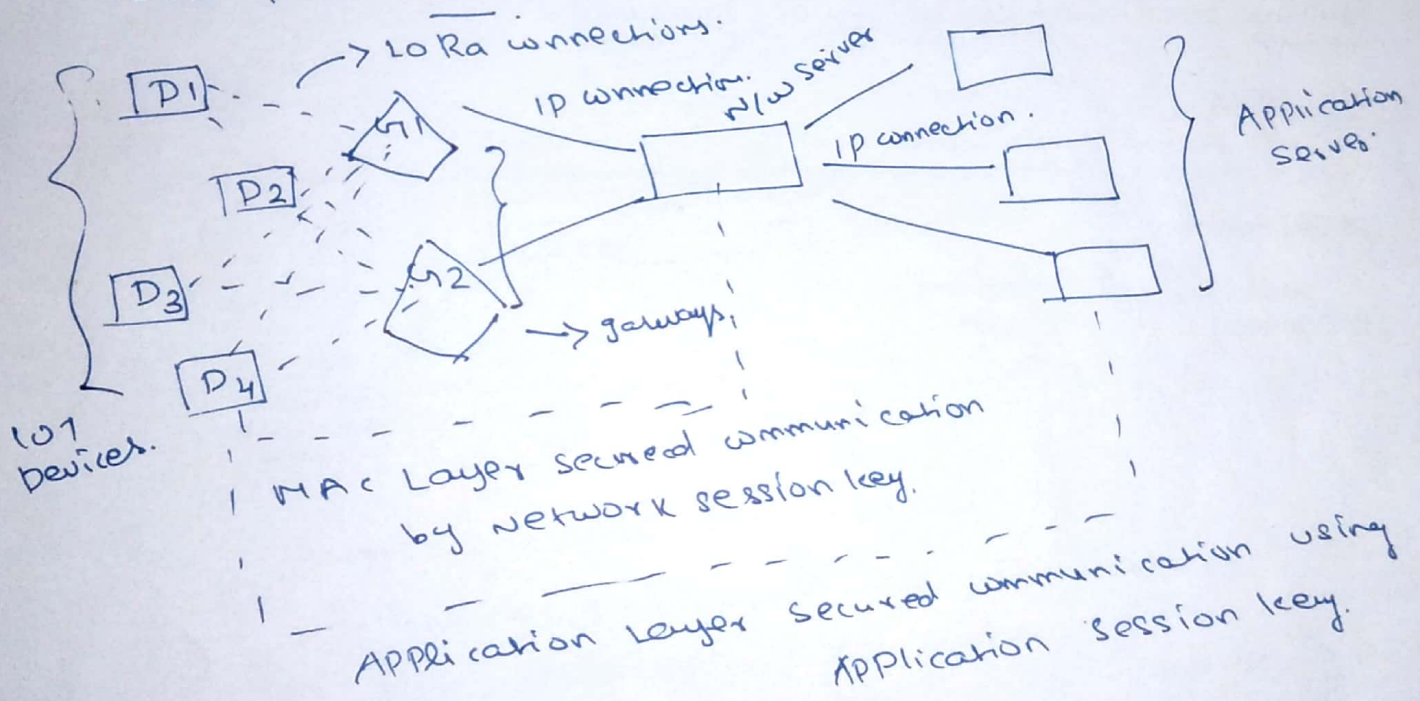 → LoRa connections.
D1
G1
IP connection.
N/W server
IP connection.
Application
server.
D2
D3
G2
→ gateways,
D4
IOT
Devices.
MAC Layer secured communication
by Network session key.
Application Layer secured communication using
Application session key.